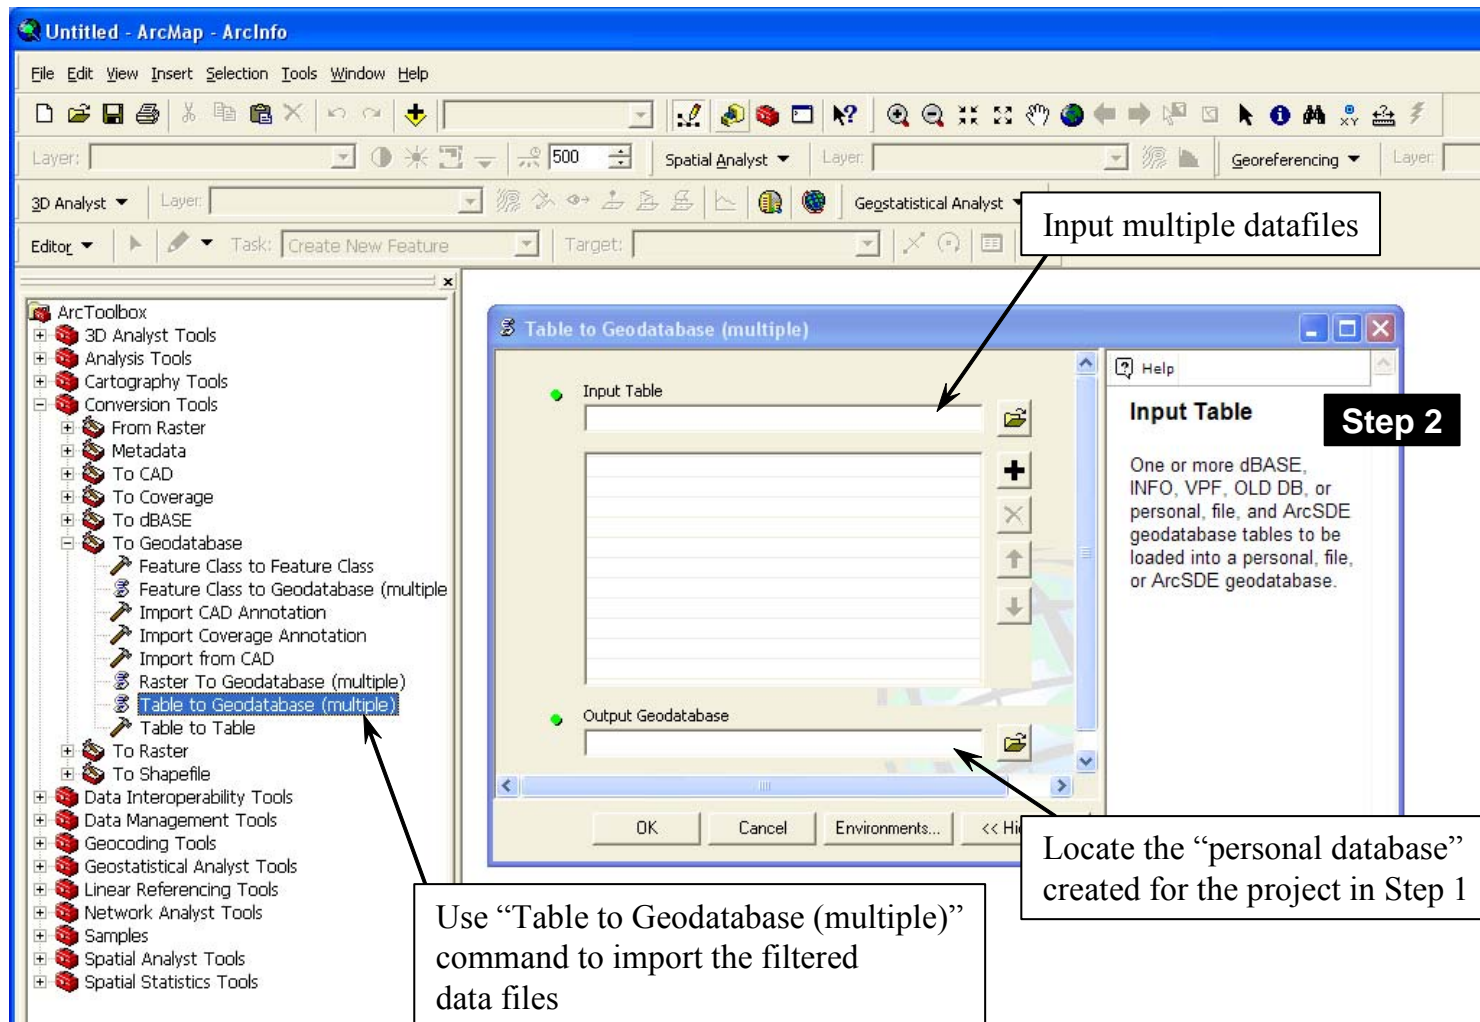 Untitled - ArcMap - ArcInfo
File Edit View Insert Selection Tools Window Help
Layer: 500 Spatial Analyst Layer: Georeferencing Layer:
3D Analyst Layer: Geostatistical Analyst
Editor Task: Create New Feature Target:
Input multiple datafiles
ArcToolbox
3D Analyst Tools
Analysis Tools
Cartography Tools
Conversion Tools
From Raster
Metadata
To CAD
To Coverage
To dBASE
To Geodatabase
Feature Class to Feature Class
Feature Class to Geodatabase (multiple
Import CAD Annotation
Import Coverage Annotation
Import from CAD
Raster To Geodatabase (multiple)
Table to Geodatabase (multiple)
Table to Table
To Raster
To Shapefile
Data Interoperability Tools
Data Management Tools
Geocoding Tools
Geostatistical Analyst Tools
Linear Referencing Tools
Network Analyst Tools
Samples
Spatial Analyst Tools
Spatial Statistics Tools
Table to Geodatabase (multiple)
Input Table
Output Geodatabase
OK Cancel Environments... << Hi
Help
Input Table
Step 2
One or more dBASE,
INFO, VPF, OLD DB, or
personal, file, and ArcSDE
geodatabase tables to be
loaded into a personal, file,
or ArcSDE geodatabase.
Locate the “personal database”
created for the project in Step 1
Use “Table to Geodatabase (multiple)”
command to import the filtered
data files